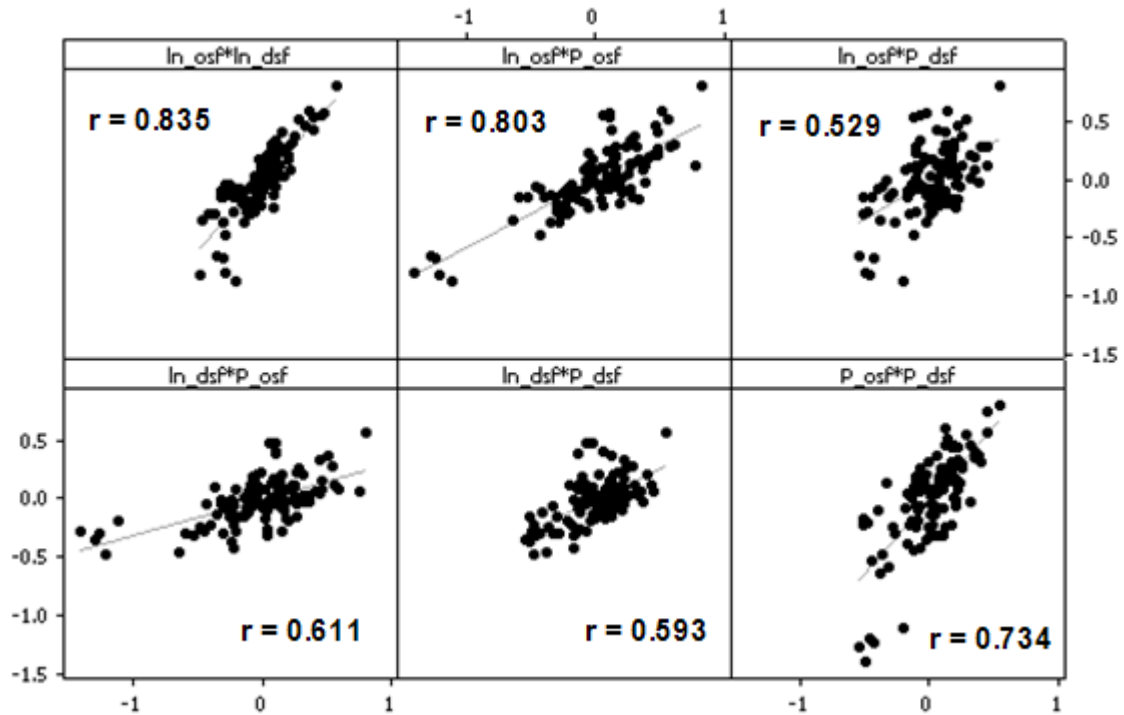 -1 0 1
ln_osf*ln_dsf ln_osf*P_osf ln_osf*P_dsf
r = 0.835 r = 0.803 r = 0.529
0.5
0.0
-0.5
-1.0
-1.5
ln_dsf*P_osf ln_dsf*P_dsf P_osf*P_dsf
0.5
0.0
-0.5
-1.0
r = 0.611 r = 0.593 r = 0.734
-1.5
-1 0 1 -1 0 1